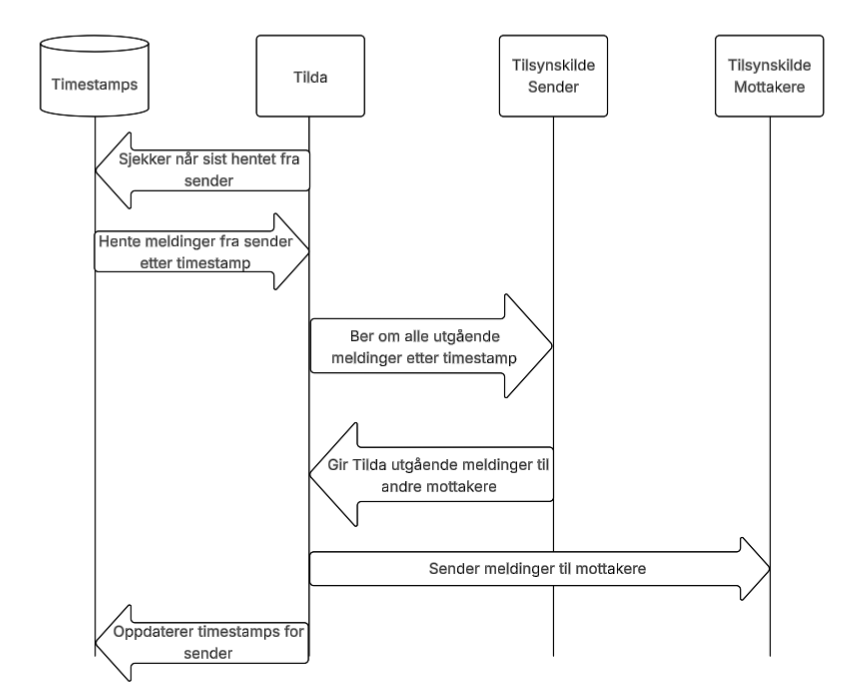 Timestamps
Tilda
Tilsynskilde
Sender
Tilsynskilde
Mottakere
Sjekker når sist hentet fra
sender
Hente meldinger fra sender
etter timestamp
Ber om alle utgående
meldinger etter timestamp
Gir Tilda utgående meldinger til
andre mottakere
Sender meldinger til mottakere
Oppdaterer timestamps for
sender